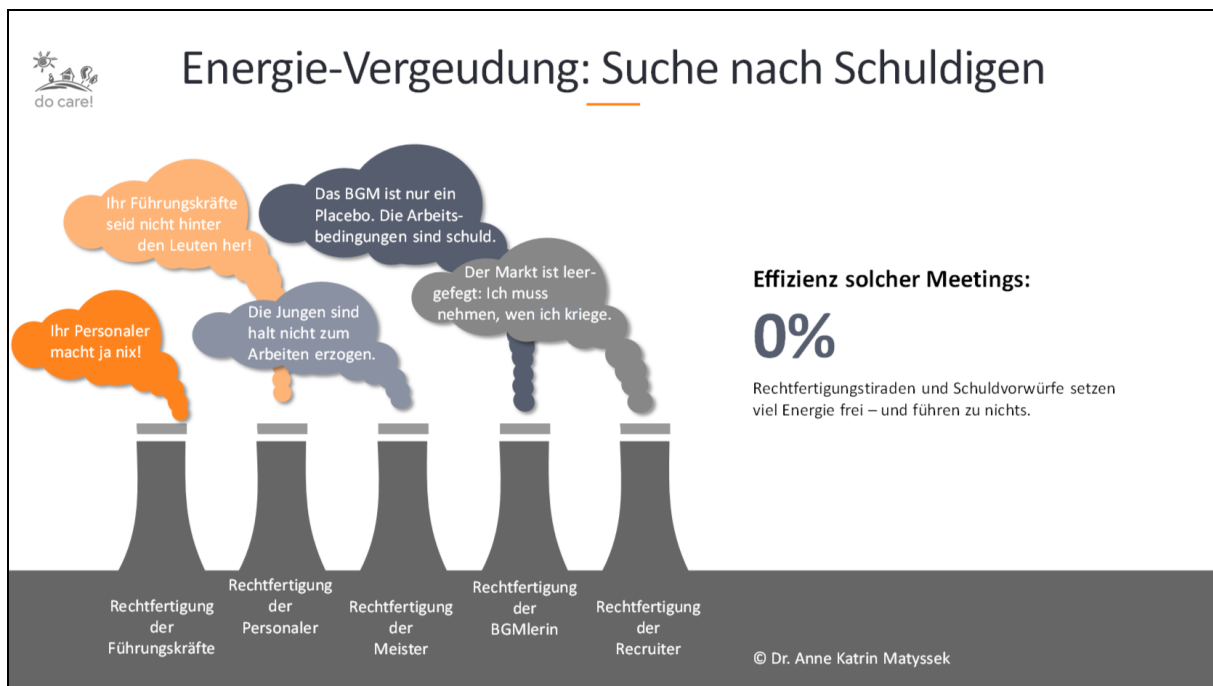 do care!
Energie-Vergeudung: Suche nach Schuldigen
Ihr Führungskräfte
seid nicht hinter
den Leuten her!
Das BGM ist nur ein
Placebo. Die Arbeits-
bedingungen sind schuld.
Der Markt ist leer-
gefegt: Ich muss
nehmen, wen ich kriege.
Ihr Personaler
macht ja nix!
Die Jungen sind
halt nicht zum
Arbeiten erzogen.
Effizienz solcher Meetings:
0%
Rechtfertigungstiraden und Schuldvorwürfe setzen
viel Energie frei – und führen zu nichts.
Rechtfertigung
der
Führungskräfte
Rechtfertigung
der
Personaler
Rechtfertigung
der
Meister
Rechtfertigung
der
BGMlerin
Rechtfertigung
der
Recruiter
© Dr. Anne Katrin Matyssek